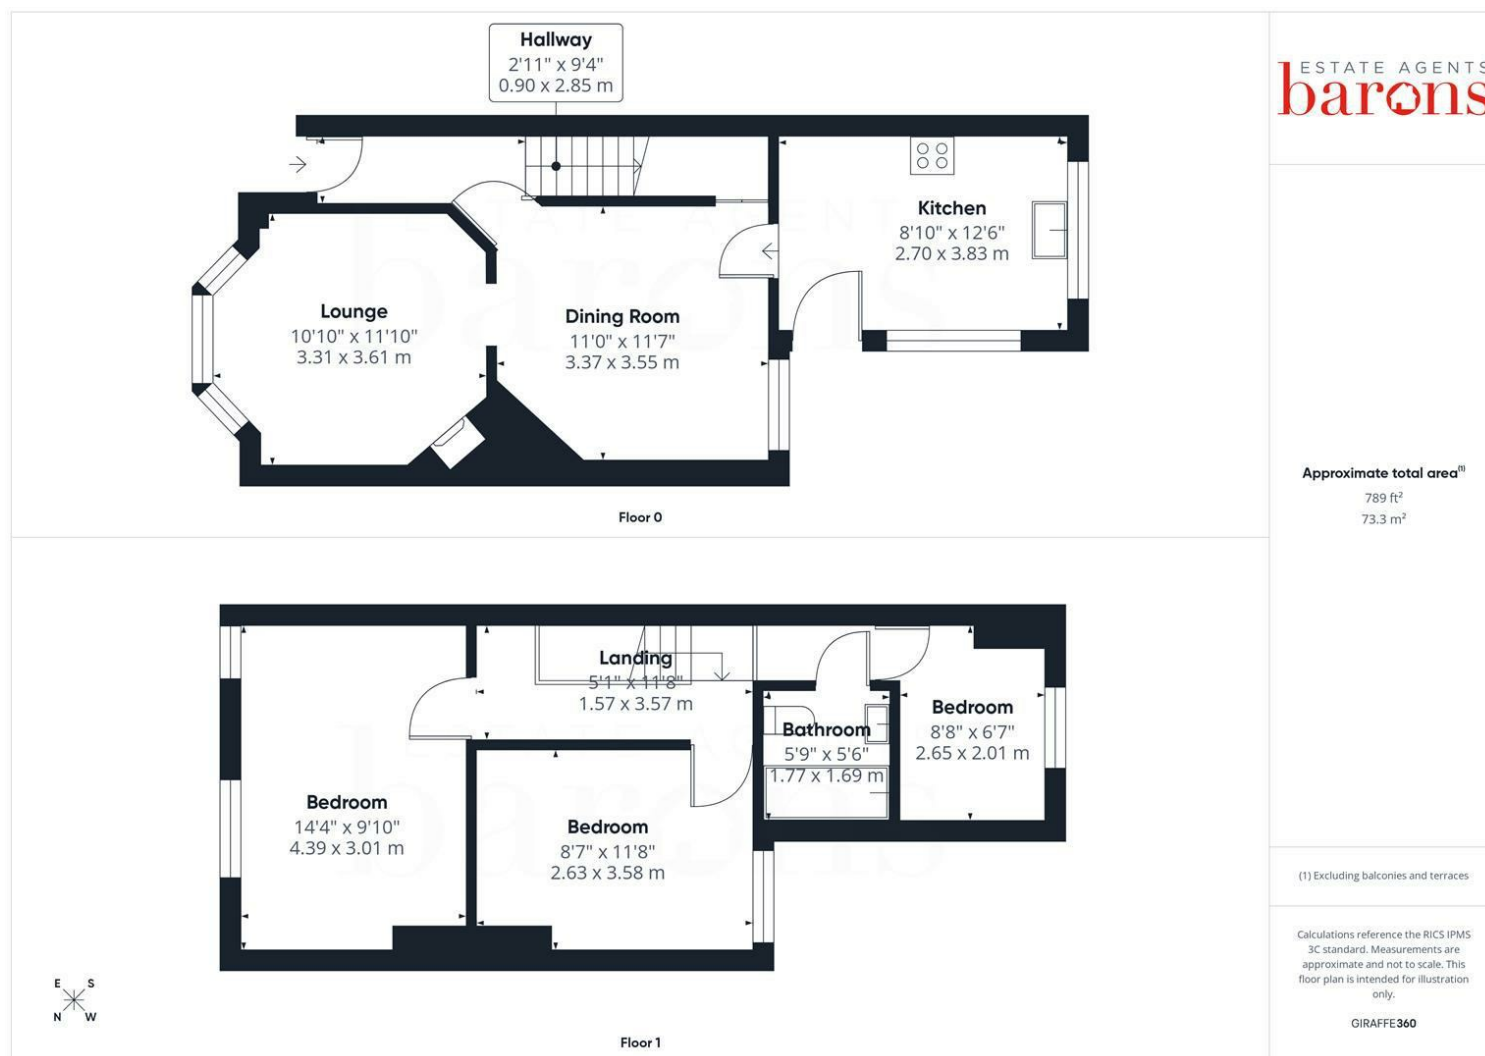 Hallway
2'11" x 9'4"
0.90 x 2.85 m
ESTATE AGENTS
barons
Kitchen
8'10" x 12'6"
2.70 x 3.83 m
Lounge
10'10" x 11'10"
3.31 x 3.61 m
Dining Room
11'0" x 11'7"
3.37 x 3.55 m
ESTATE AGENTS
barons
Floor 0
Approximate total area(1)
789 ft²
73.3 m²
Landing
5'1" x 11'8"
1.57 x 3.57 m
Bathroom
5'9" x 5'6"
1.77 x 1.69 m
Bedroom
8'8" x 6'7"
2.65 x 2.01 m
Bedroom
14'4" x 9'10"
4.39 x 3.01 m
Bedroom
8'7" x 11'8"
2.63 x 3.58 m
ESTATE AGENTS
barons
E S
N W
Floor 1
(1) Excluding balconies and terraces
Calculations reference the RICS IPMS
3C standard. Measurements are
approximate and not to scale. This
floor plan is intended for illustration
only.
GIRAFFE360